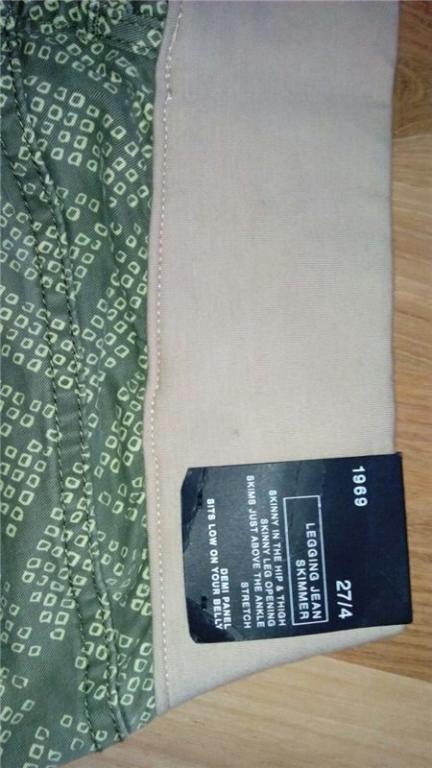 1969
27/4
LEGGING JEAN
SKIMMER
SKINNY IN THE HIP & THIGH
SKINNY LEG OPENING
SKIMS JUST ABOVE THE ANKLE
STRETCH
DEMI PANEL
SITS LOW ON YOUR BELLY